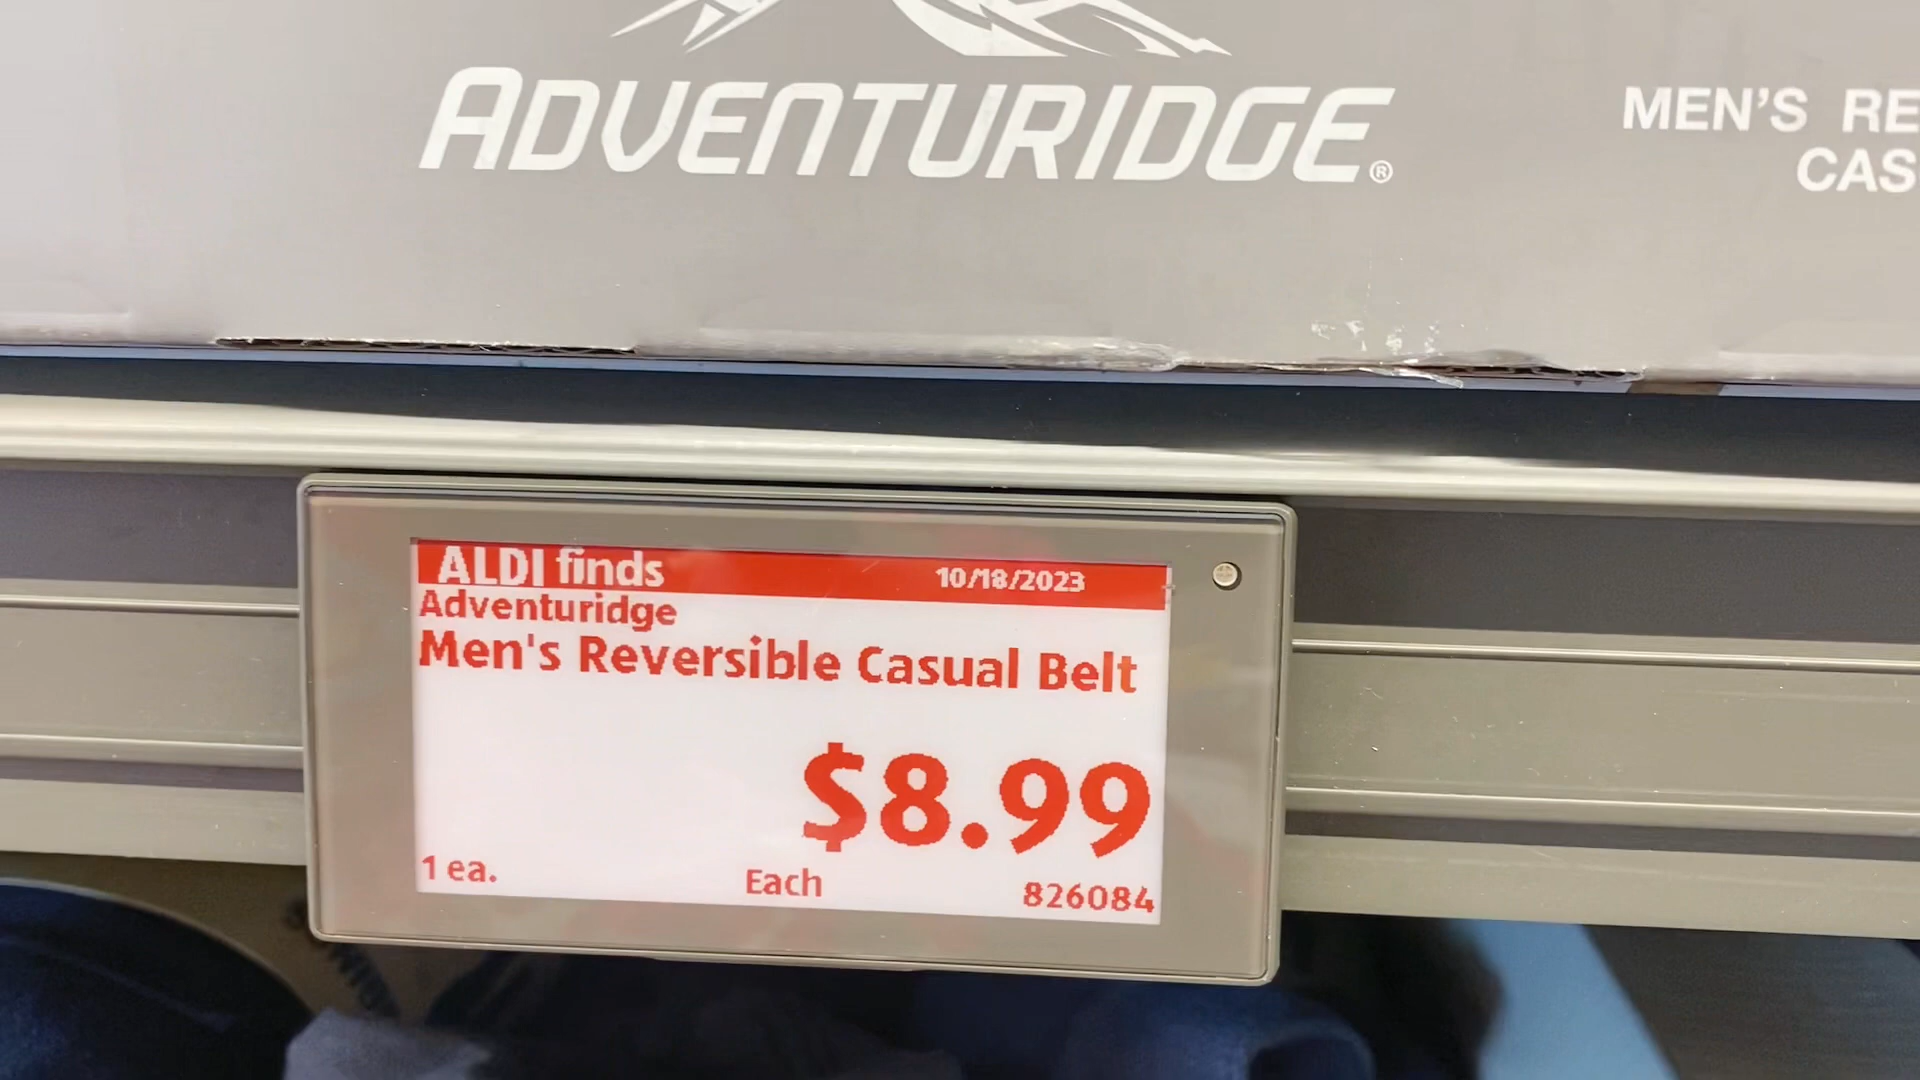 ADVENTURIDGE®
MEN'S RE
CAS
ALDI finds 10/18/2023
Adventuridge
Men's Reversible Casual Belt
$8.99
1 ea. Each 826084